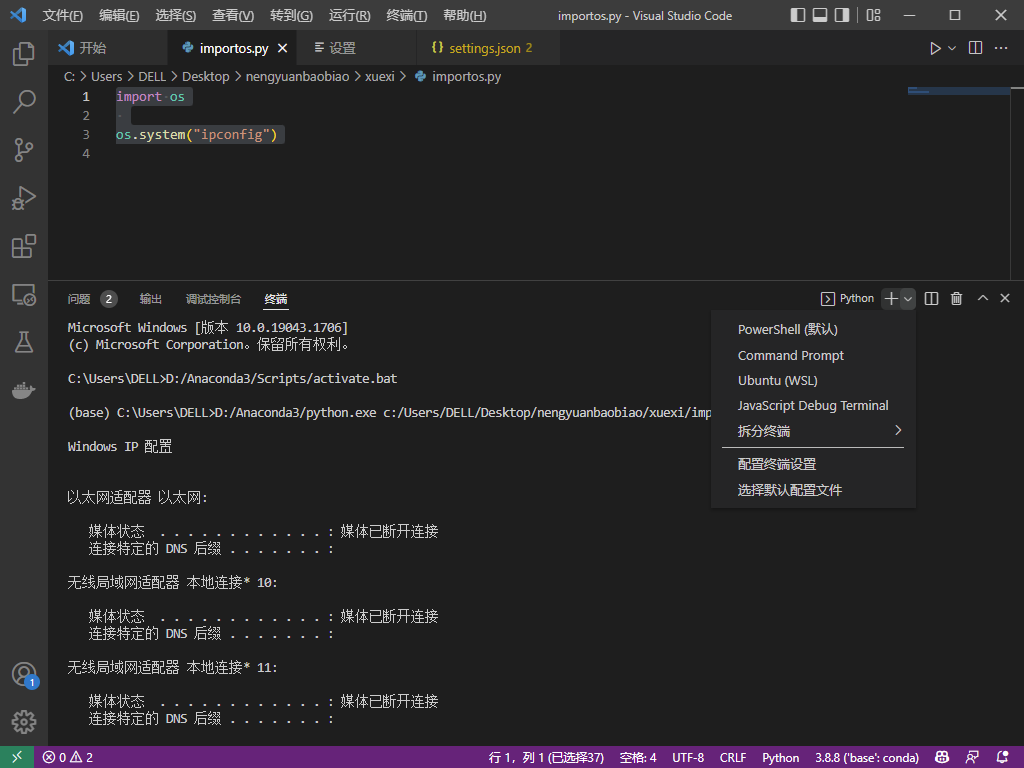 文件(F) 编辑(E) 选择(S) 查看(V) 转到(G) 运行(R) 终端(T) 帮助(H) importos.py - Visual Studio Code
开始 importos.py 设置 settings.json 2
C: > Users > DELL > Desktop > nengyuanbaobiao > xuexi > importos.py
1 import os
2
3 os.system("ipconfig")
4
问题 2 输出 调试控制台 终端 Python
Microsoft Windows [版本 10.0.19043.1706]
(c) Microsoft Corporation。保留所有权利。
C:\Users\DELL>D:/Anaconda3/Scripts/activate.bat
(base) C:\Users\DELL>D:/Anaconda3/python.exe c:/Users/DELL/Desktop/nengyuanbaobiao/xuexi/imp
Windows IP 配置
以太网适配器 以太网:
媒体状态 . . . . . . . . . . . . : 媒体已断开连接
连接特定的 DNS 后缀 . . . . . . . :
无线局域网适配器 本地连接* 10:
媒体状态 . . . . . . . . . . . . : 媒体已断开连接
连接特定的 DNS 后缀 . . . . . . . :
无线局域网适配器 本地连接* 11:
媒体状态 . . . . . . . . . . . . : 媒体已断开连接
连接特定的 DNS 后缀 . . . . . . . :
PowerShell (默认)
Command Prompt
Ubuntu (WSL)
JavaScript Debug Terminal
拆分终端
配置终端设置
选择默认配置文件
1
0 2 行 1，列 1 (已选择37) 空格: 4 UTF-8 CRLF Python 3.8.8 ('base': conda)